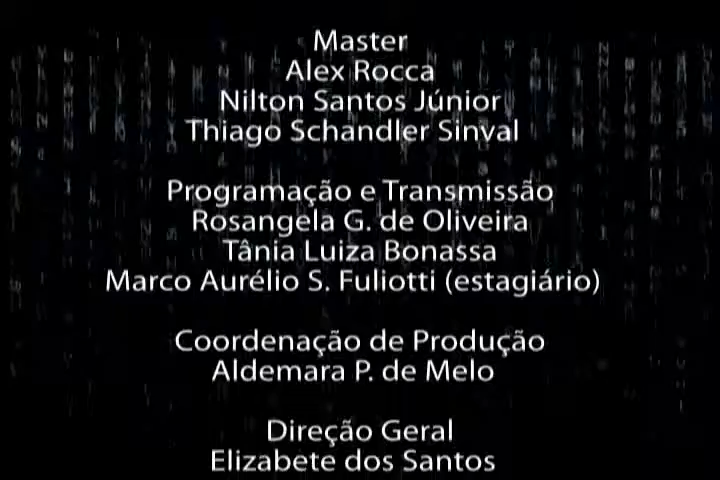 Master
Alex Rocca
Nilton Santos Júnior
Thiago Schandler Sinval
Programação e Transmissão
Rosangela G. de Oliveira
Tânia Luiza Bonassa
Marco Aurélio S. Fuliotti (estagiário)
Coordenação de Produção
Aldemara P. de Melo
Direção Geral
Elizabete dos Santos